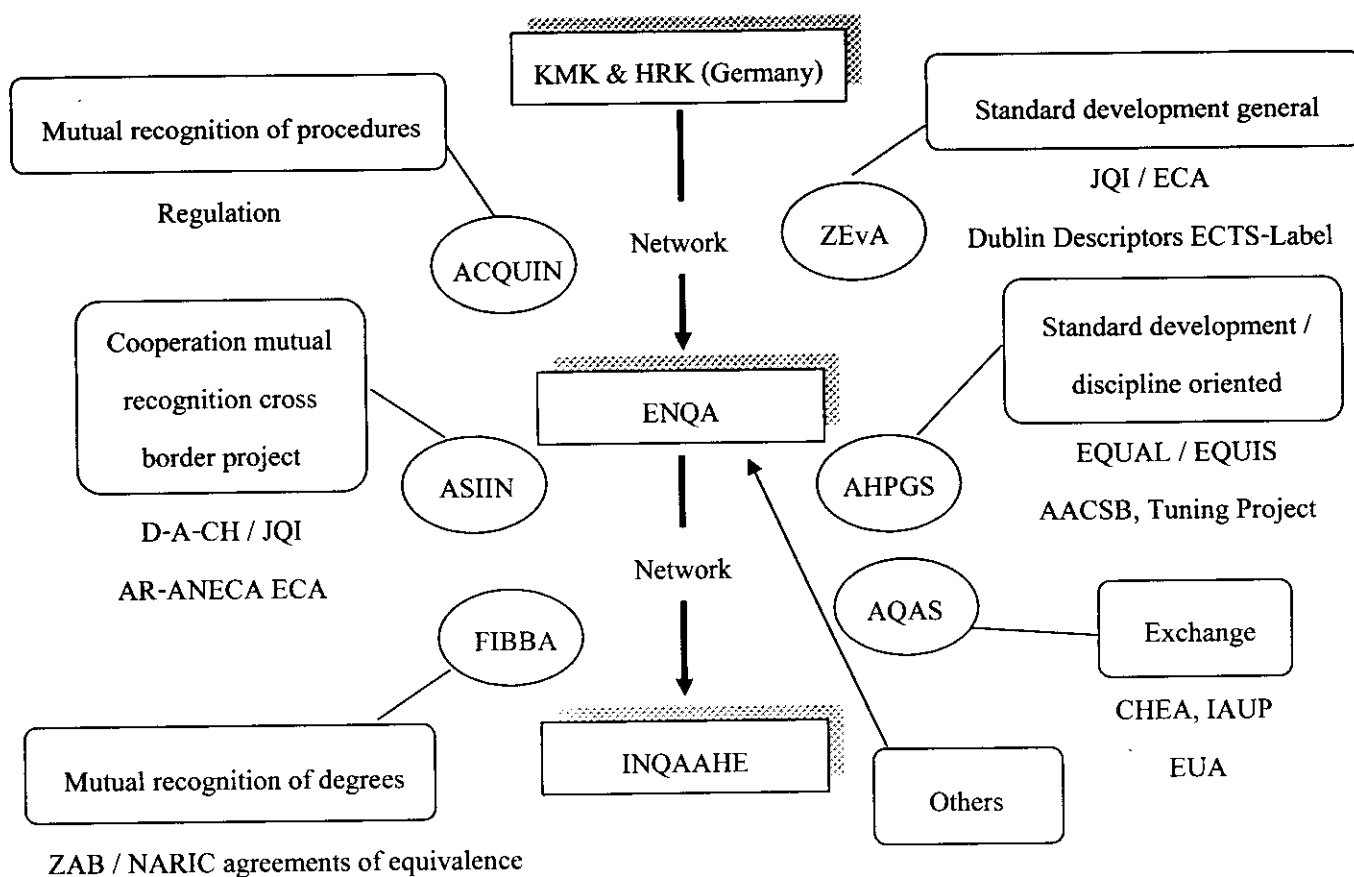 KMK & HRK (Germany)
Mutual recognition of procedures
Standard development general
Regulation
JQI / ECA
ACQUIN
Network
ZEvA
Dublin Descriptors ECTS-Label
Cooperation mutual
recognition cross
border project
Standard development /
discipline oriented
ENQA
ASIIN
AHPGS
EQUAL / EQUIS
AACSB, Tuning Project
D-A-CH / JQI
AR-ANECA ECA
Network
FIBBA
AQAS
Exchange
CHEA, IAUP
EUA
INQAAHE
Mutual recognition of degrees
Others
ZAB / NARIC agreements of equivalence